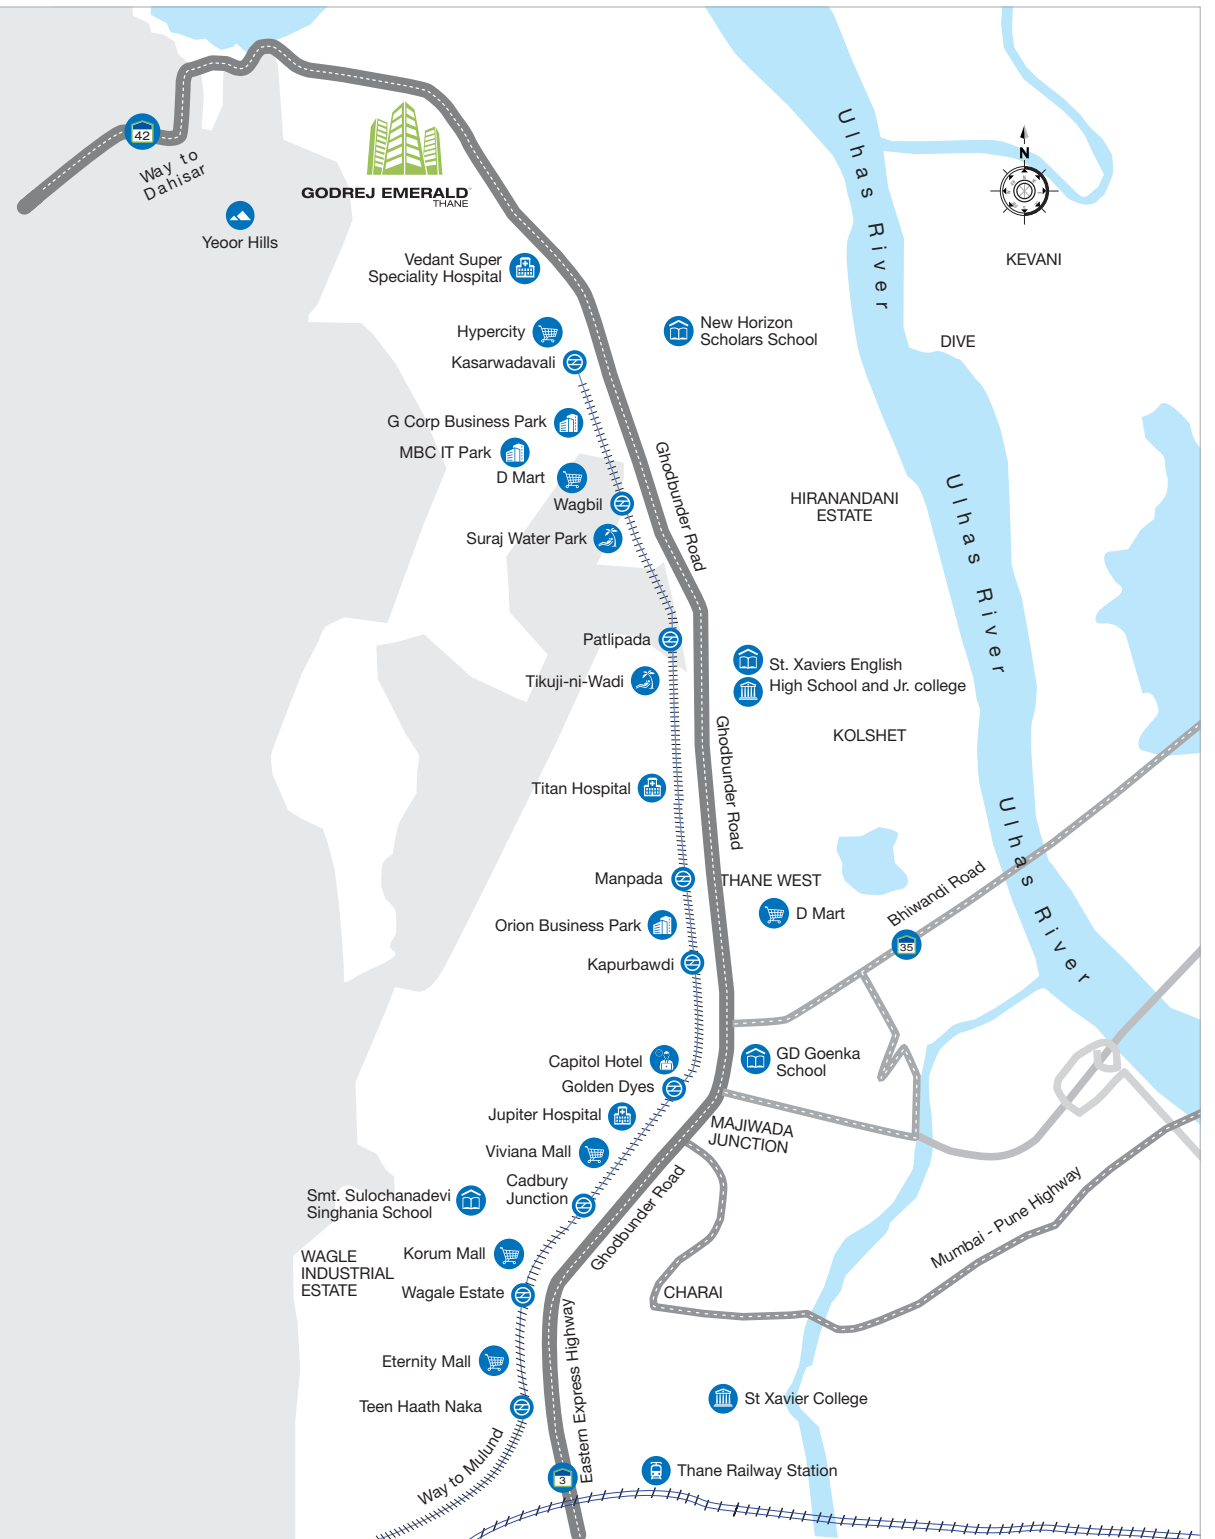 42
Way to
Dahisar
GODREJ EMERALD
THANE
Yeoor Hills
N
KEVANI
Ulhas River
Vedant Super
Speciality Hospital
Hypercity
Kasarwadavali
New Horizon
Scholars School
DIVE
G Corp Business Park
MBC IT Park
D Mart
Wagbil
Suraj Water Park
Ghodbunder Road
HIRANANDANI
ESTATE
Ulhas River
Patlipada
Tikuji-ni-Wadi
St. Xaviers English
High School and Jr. college
KOLSHET
Ghodbunder Road
Titan Hospital
Ulhas River
Manpada
THANE WEST
D Mart
Bhiwandi Road
35
Orion Business Park
Kapurbawdi
Capitol Hotel
Golden Dyes
GD Goenka
School
Jupiter Hospital
MAJIWADA
JUNCTION
Viviana Mall
Cadbury
Junction
Smt. Sulochanadevi
Singhania School
Ghodbunder Road
Mumbai - Pune Highway
WAGLE
INDUSTRIAL
ESTATE
Korum Mall
Wagale Estate
CHARAI
Eternity Mall
Eastern Express Highway
Teen Haath Naka
St Xavier College
Way to Mulund
3
Thane Railway Station